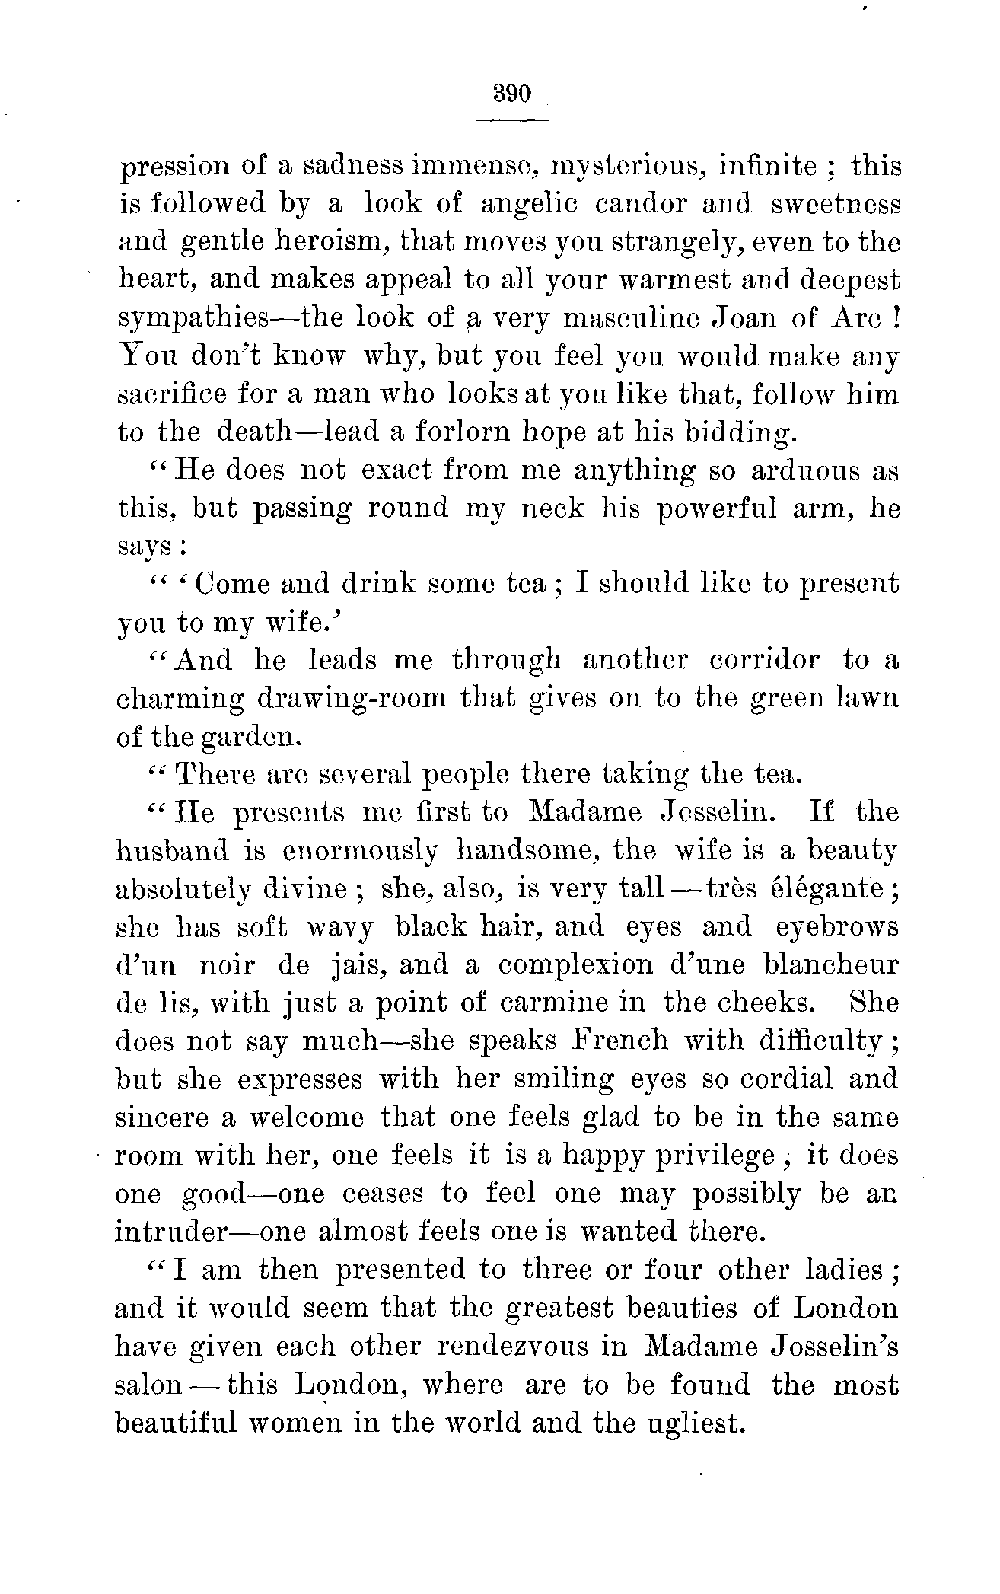 390
pression of a sadness immense, mysterious, infinite ; this
is followed by a look of angelic candor and sweetness
and gentle heroism, that moves you strangely, even to the
heart, and makes appeal to all your warmest and deepest
sympathies—the look of a very masculine Joan of Arc !
You don't know why, but you feel you would make any
sacrifice for a man who looks at you like that, follow him
to the death—lead a forlorn hope at his bidding.
“He does not exact from me anything so arduous as
this, but passing round my neck his powerful arm, he
says :
“ ‘Come and drink some tea ; I should like to present
you to my wife.’
“And he leads me through another corridor to a
charming drawing-room that gives on to the green lawn
of the garden.
“There are several people there taking the tea.
“He presents me first to Madame Josselin. If the
husband is enormously handsome, the wife is a beauty
absolutely divine ; she, also, is very tall—très élégante ;
she has soft wavy black hair, and eyes and eyebrows
d'un noir de jais, and a complexion d'une blancheur
de lis, with just a point of carmine in the cheeks. She
does not say much—she speaks French with difficulty ;
but she expresses with her smiling eyes so cordial and
sincere a welcome that one feels glad to be in the same
room with her, one feels it is a happy privilege ; it does
one good—one ceases to feel one may possibly be an
intruder—one almost feels one is wanted there.
“I am then presented to three or four other ladies ;
and it would seem that the greatest beauties of London
have given each other rendezvous in Madame Josselin's
salon — this London, where are to be found the most
beautiful women in the world and the ugliest.